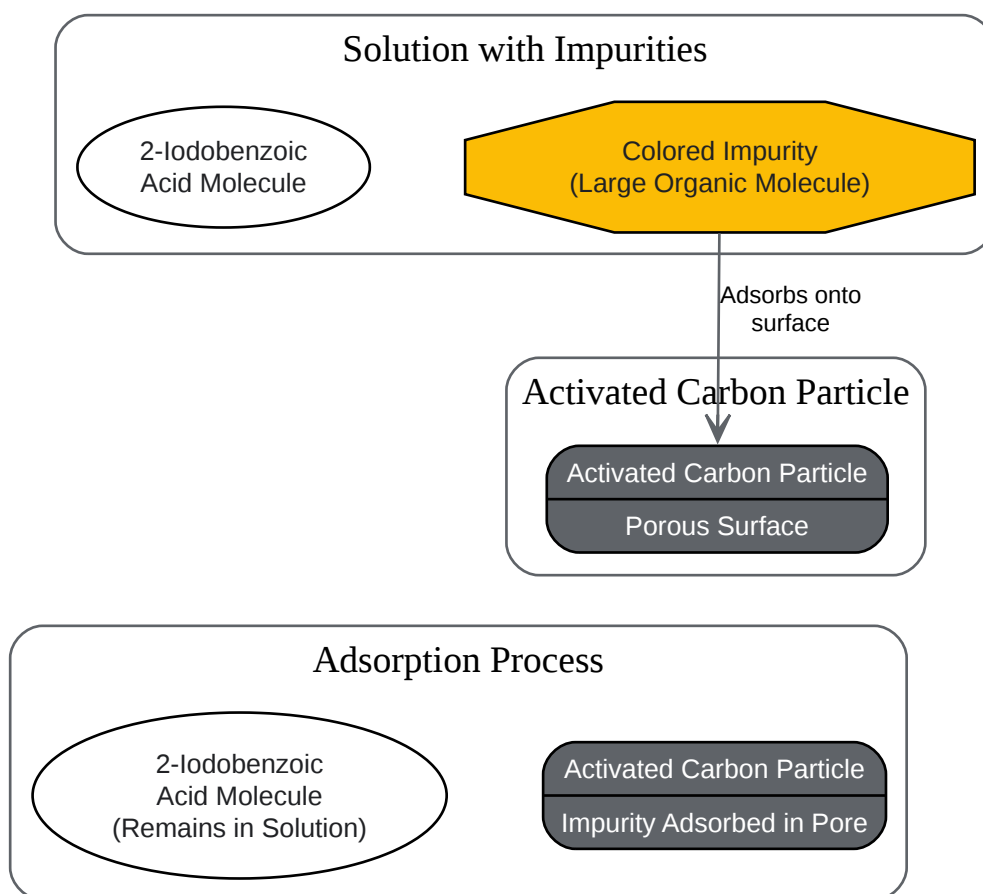 Solution with Impurities
2-Iodobenzoic
Acid Molecule
Colored Impurity
(Large Organic Molecule)
Adsorbs onto
surface
Activated Carbon Particle
Activated Carbon Particle
Porous Surface
Adsorption Process
2-Iodobenzoic
Acid Molecule
(Remains in Solution)
Activated Carbon Particle
Impurity Adsorbed in Pore